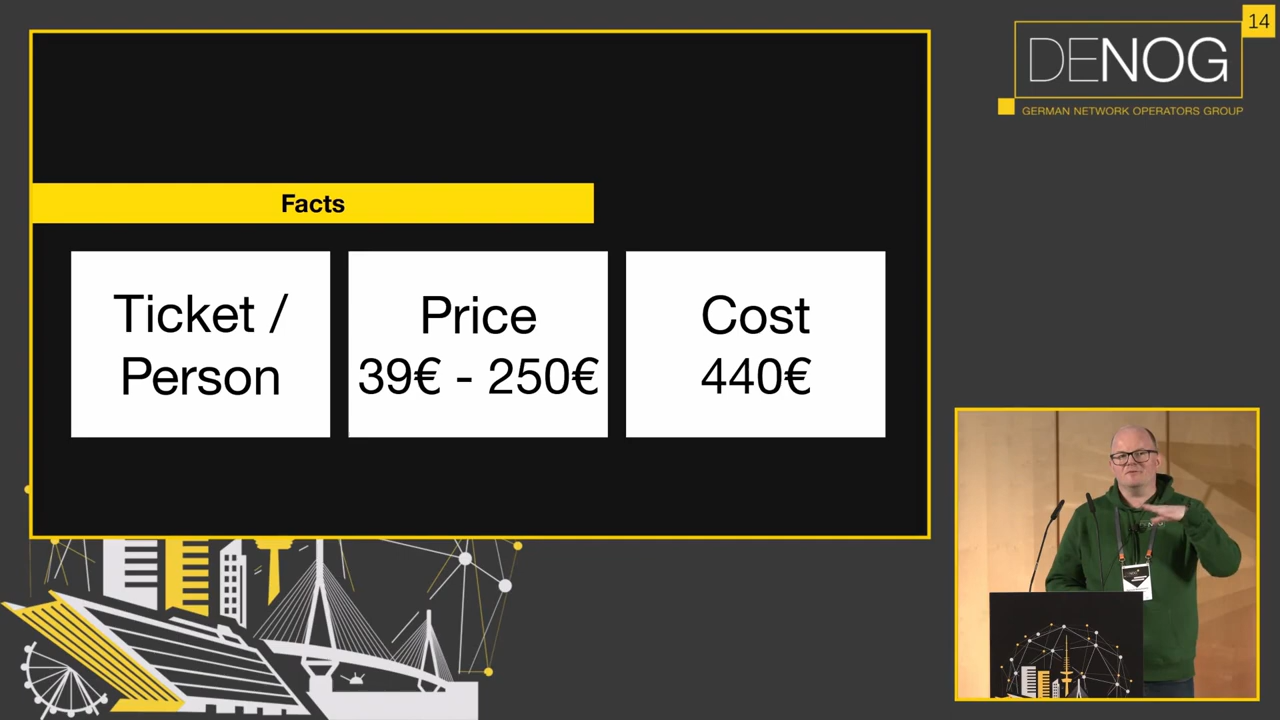 14
DENOG
GERMAN NETWORK OPERATORS GROUP
Facts
Ticket /
Person
Price
39€ - 250€
Cost
440€